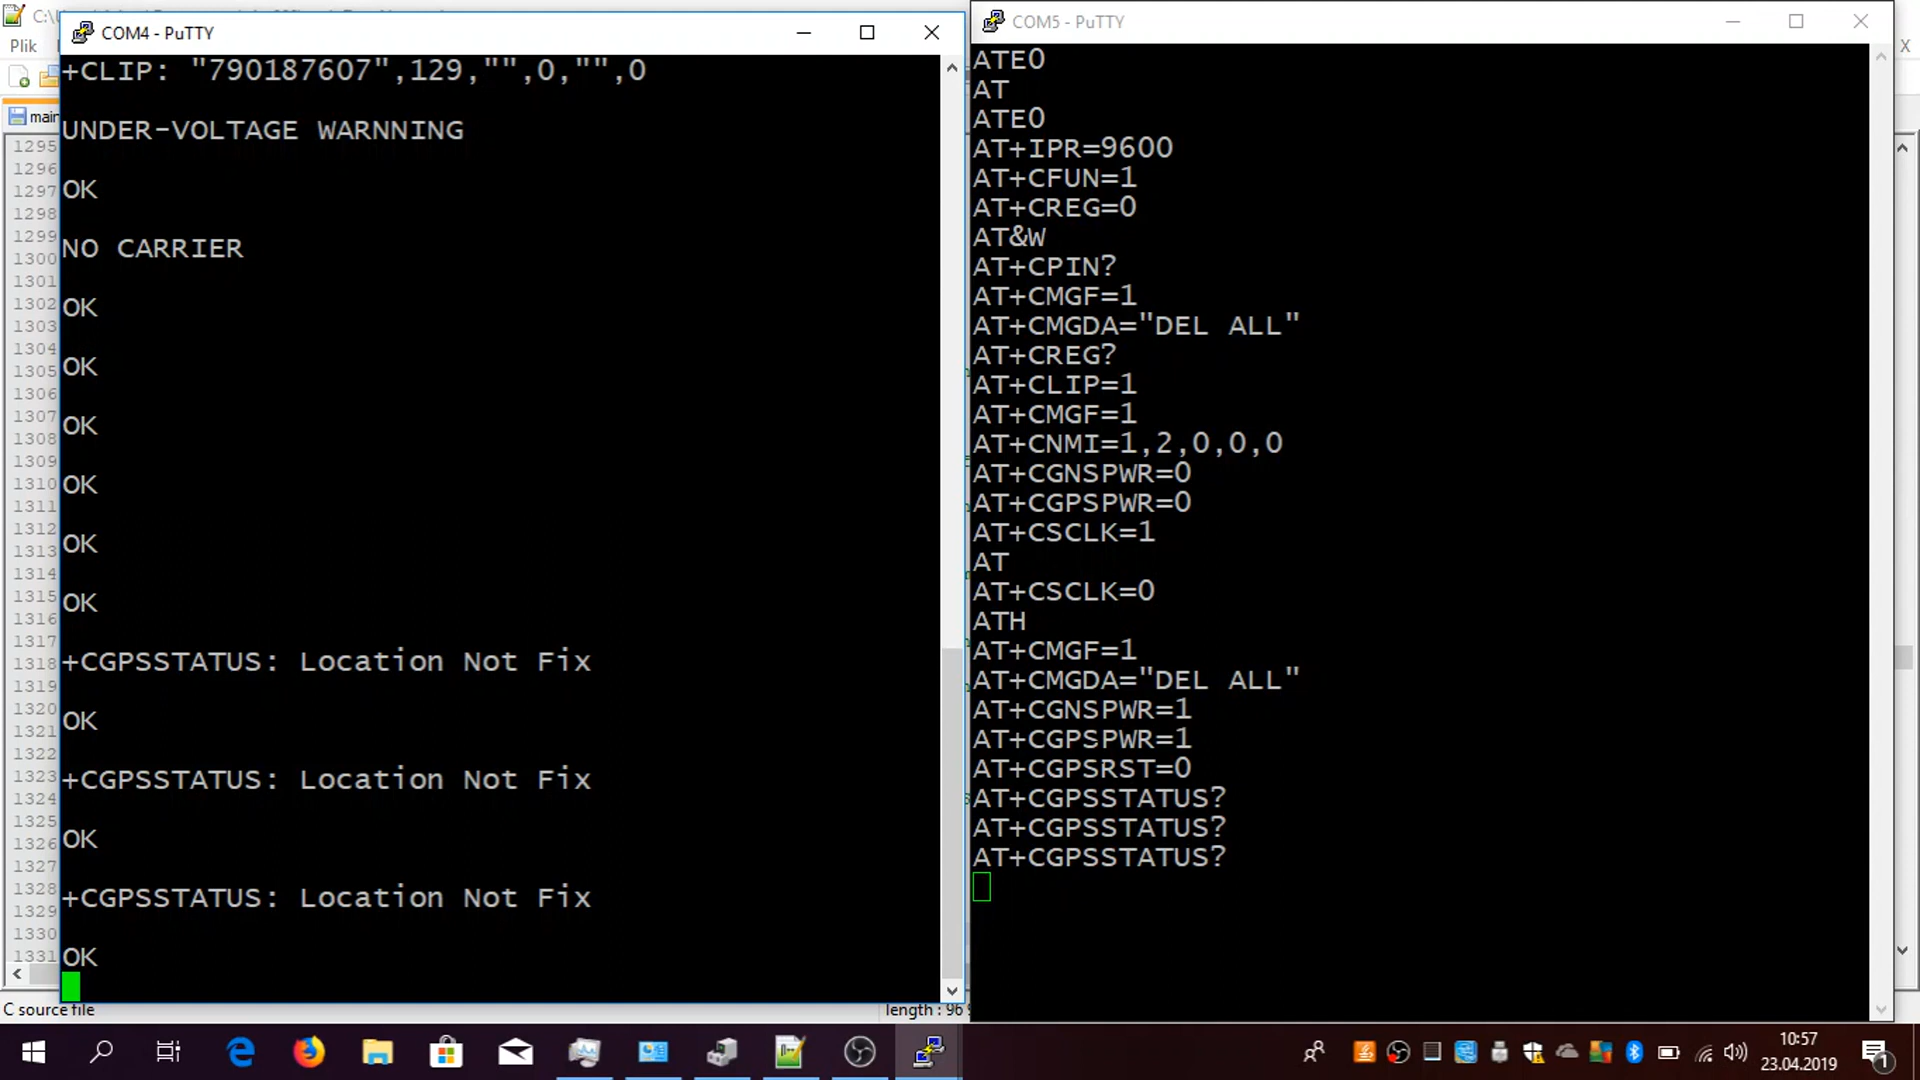 Plik
COM4 - PuTTY
+CLIP: "790187607",129,"",0,"",0
UNDER-VOLTAGE WARNNING
OK
NO CARRIER
OK
OK
OK
OK
OK
OK
+CGPSSTATUS: Location Not Fix
OK
+CGPSSTATUS: Location Not Fix
OK
+CGPSSTATUS: Location Not Fix
OK
COM5 - PuTTY
ATE0
AT
ATE0
AT+IPR=9600
AT+CFUN=1
AT+CREG=0
AT&W
AT+CPIN?
AT+CMGF=1
AT+CMGDA="DEL ALL"
AT+CREG?
AT+CLIP=1
AT+CMGF=1
AT+CNMI=1,2,0,0,0
AT+CGNSPWR=0
AT+CGPSPWR=0
AT+CSCLK=1
AT
AT+CSCLK=0
ATH
AT+CMGF=1
AT+CMGDA="DEL ALL"
AT+CGNSPWR=1
AT+CGPSPWR=1
AT+CGPSRST=0
AT+CGPSSTATUS?
AT+CGPSSTATUS?
AT+CGPSSTATUS?
X
main
1295
1296
1297
1298
1299
1300
1301
1302
1303
1304
1305
1306
1307
1308
1309
1310
1311
1312
1313
1314
1315
1316
1317
1318
1319
1320
1321
1322
1323
1324
1325
1326
1327
1328
1329
1330
1331
C source file
length : 96
10:57
23.04.2019
1